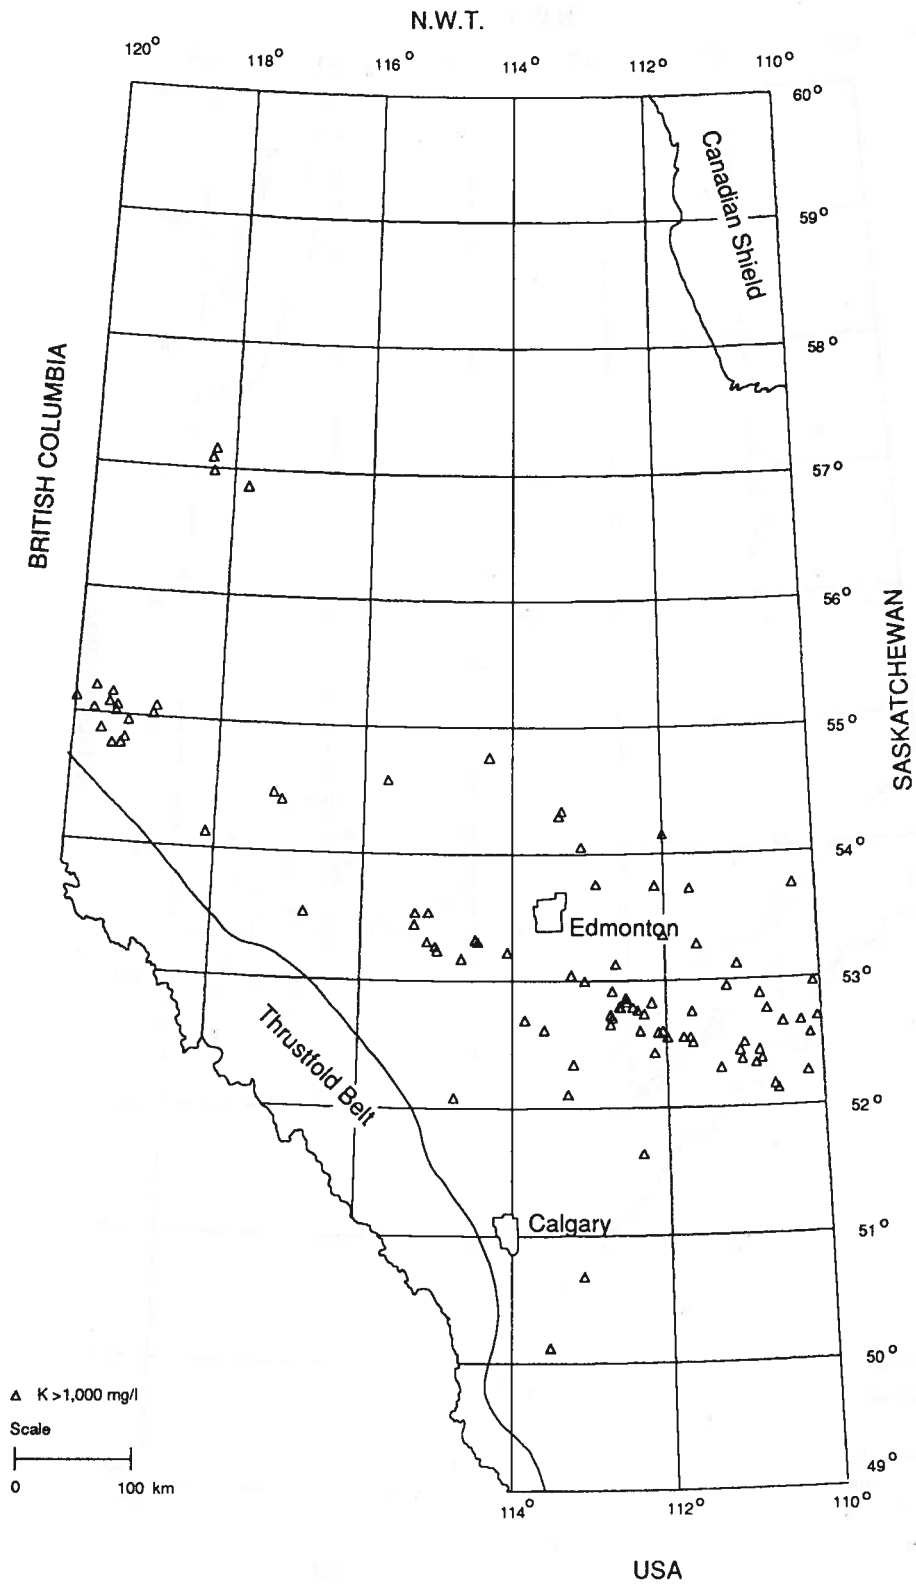 N.W.T.
120°
118°
116°
114°
112°
110°
60°
Canadian Shield
59°
58°
BRITISH COLUMBIA
57°
56°
SASKATCHEWAN
55°
54°
Edmonton
53°
Thrustfold Belt
52°
Calgary
51°
50°
△ K >1,000 mg/l
Scale
0 100 km
49°
114°
112°
110°
USA